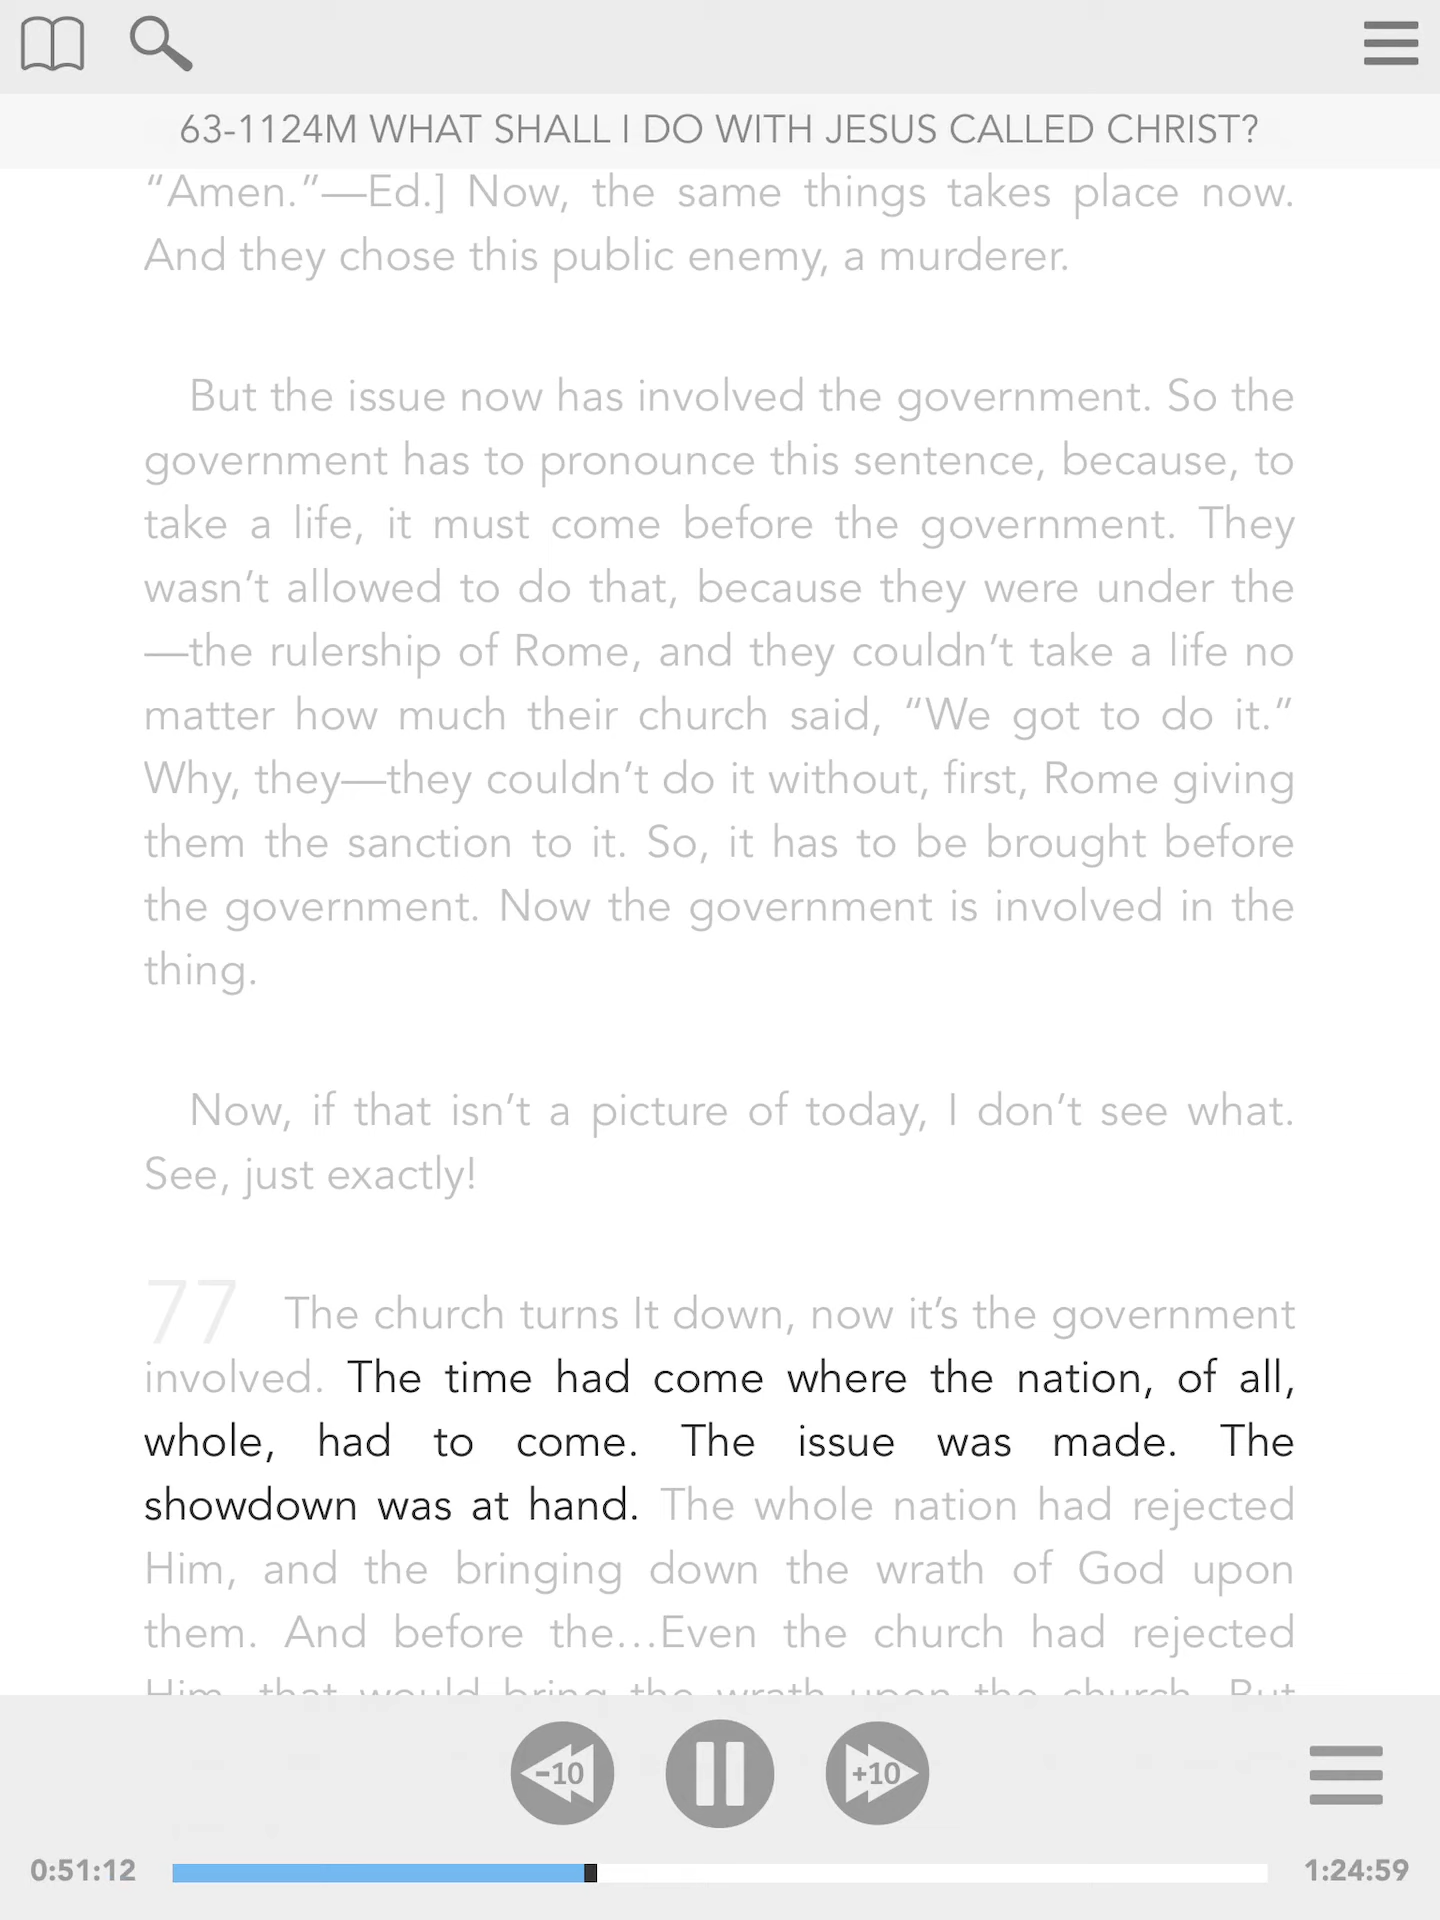 63-1124M WHAT SHALL I DO WITH JESUS CALLED CHRIST?
“Amen.”—Ed.] Now, the same things takes place now.
And they chose this public enemy, a murderer.
But the issue now has involved the government. So the
government has to pronounce this sentence, because, to
take a life, it must come before the government. They
wasn’t allowed to do that, because they were under the
—the rulership of Rome, and they couldn’t take a life no
matter how much their church said, “We got to do it.”
Why, they—they couldn’t do it without, first, Rome giving
them the sanction to it. So, it has to be brought before
the government. Now the government is involved in the
thing.
Now, if that isn’t a picture of today, I don’t see what.
See, just exactly!
77 The church turns It down, now it’s the government
involved. The time had come where the nation, of all,
whole, had to come. The issue was made. The
showdown was at hand. The whole nation had rejected
Him, and the bringing down the wrath of God upon
them. And before the…Even the church had rejected
Him, that would bring the wrath upon the church. But
-10 +10
0:51:12 1:24:59